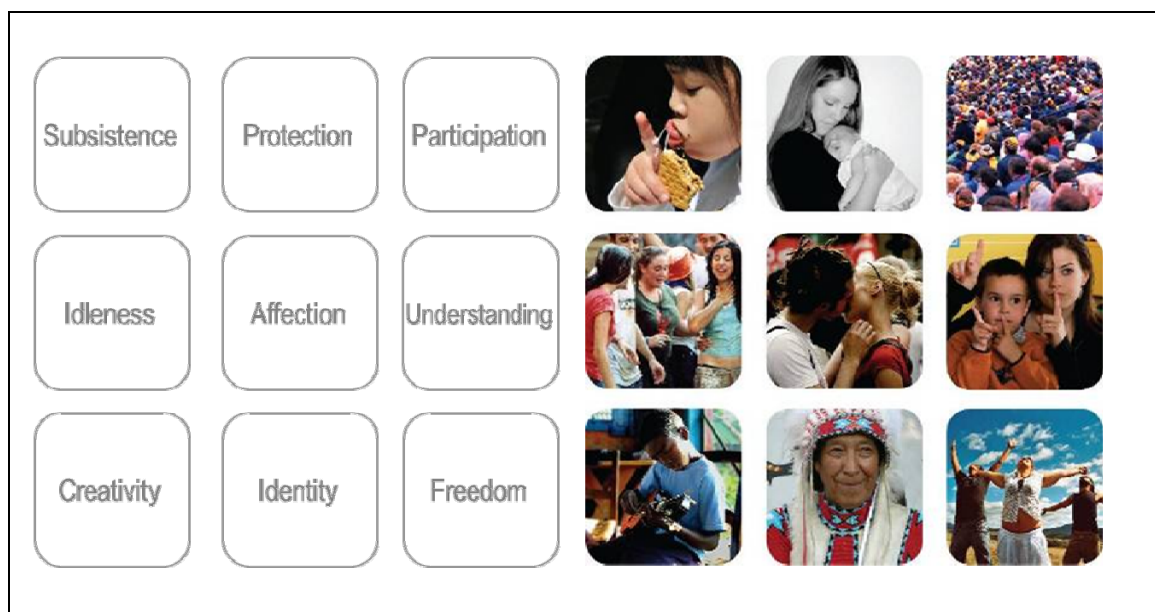 Subsistence Protection Participation
Idleness Affection Understanding
Creativity Identity Freedom